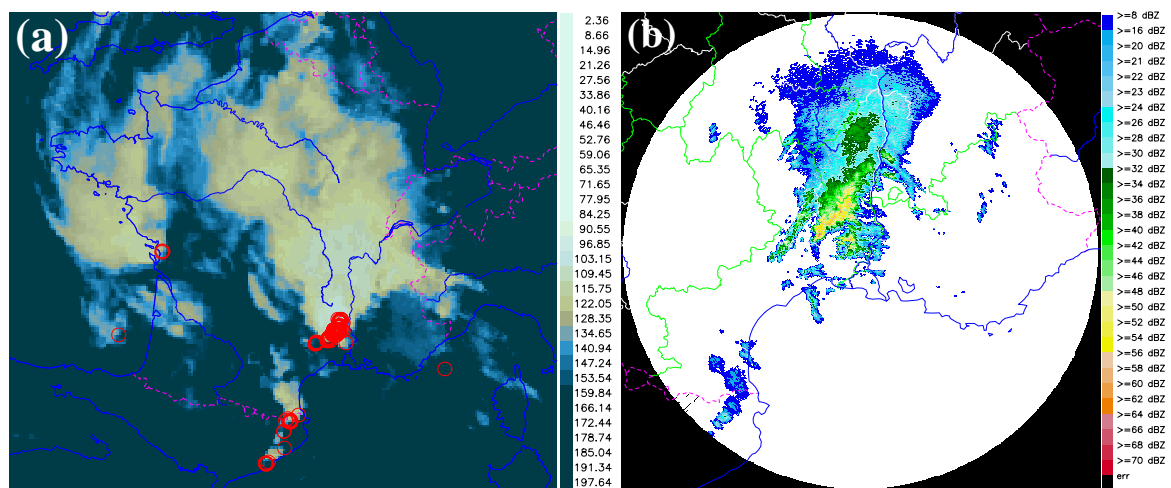 (a)
2.36
8.66
14.96
21.26
27.56
33.86
40.16
46.46
52.76
59.06
65.35
71.65
77.95
84.25
90.55
96.85
103.15
109.45
115.75
122.05
128.35
134.65
140.94
147.24
153.54
159.84
166.14
172.44
178.74
185.04
191.34
197.64
(b)
>=8 dBZ
>=16 dBZ
>=20 dBZ
>=21 dBZ
>=22 dBZ
>=24 dBZ
>=26 dBZ
>=28 dBZ
>=30 dBZ
>=32 dBZ
>=34 dBZ
>=36 dBZ
>=38 dBZ
>=40 dBZ
>=42 dBZ
>=44 dBZ
>=46 dBZ
>=48 dBZ
>=50 dBZ
>=52 dBZ
>=54 dBZ
>=56 dBZ
>=58 dBZ
>=60 dBZ
>=62 dBZ
>=64 dBZ
>=66 dBZ
>=68 dBZ
>=70 dBZ
err